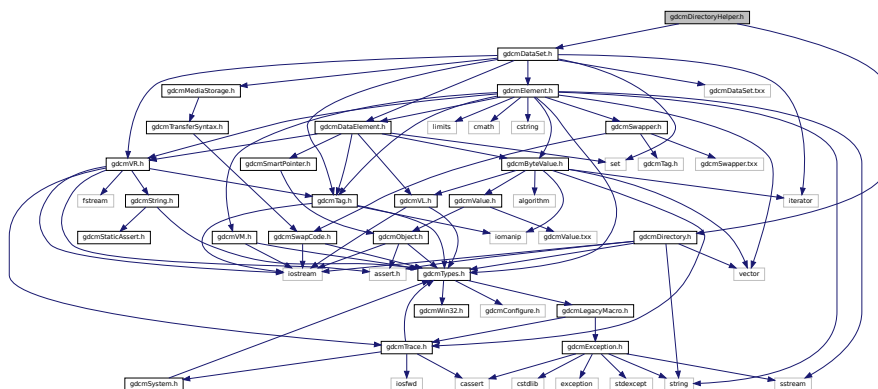 gdcmDirectoryHelper.h
gdcmDataSet.h
gdcmMediaStorage.h
gdcmElement.h
gdcmDataSet.txx
gdcmTransferSyntax.h
gdcmDataElement.h
limits
cmath
cstring
gdcmSwapper.h
gdcmVR.h
gdcmSmartPointer.h
gdcmByteValue.h
set
gdcmTag.h
gdcmSwapper.txx
fstream
gdcmString.h
gdcmTag.h
gdcmVL.h
gdcmValue.h
algorithm
iterator
gdcmStaticAssert.h
gdcmVM.h
gdcmSwapCode.h
gdcmObject.h
iomanip
gdcmValue.txx
gdcmDirectory.h
iostream
assert.h
gdcmTypes.h
vector
gdcmWin32.h
gdcmConfigure.h
gdcmLegacyMacro.h
gdcmTrace.h
gdcmException.h
gdcmSystem.h
iosfwd
cassert
cstdlib
exception
stdexcept
string
sstream